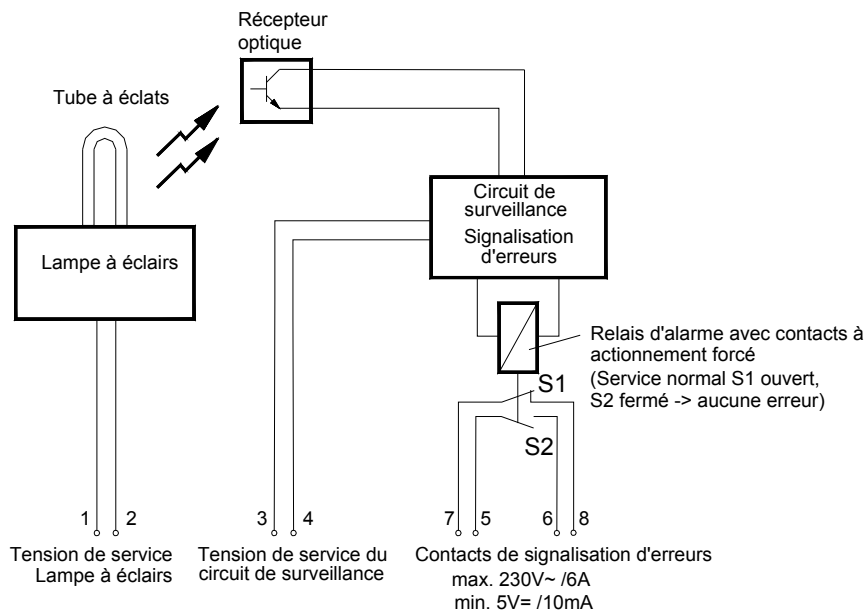 Récepteur
optique
Tube à éclats
Lampe à éclairs
Circuit de
surveillance
Signalisation
d'erreurs
Relais d'alarme avec contacts à
actionnement forcé
(Service normal S1 ouvert,
S2 fermé -> aucune erreur)
S1
S2
1 2
3 4
7 5
6 8
Tension de service
Lampe à éclairs
Tension de service du
circuit de surveillance
Contacts de signalisation d'erreurs
max. 230V~ /6A
min. 5V= /10mA